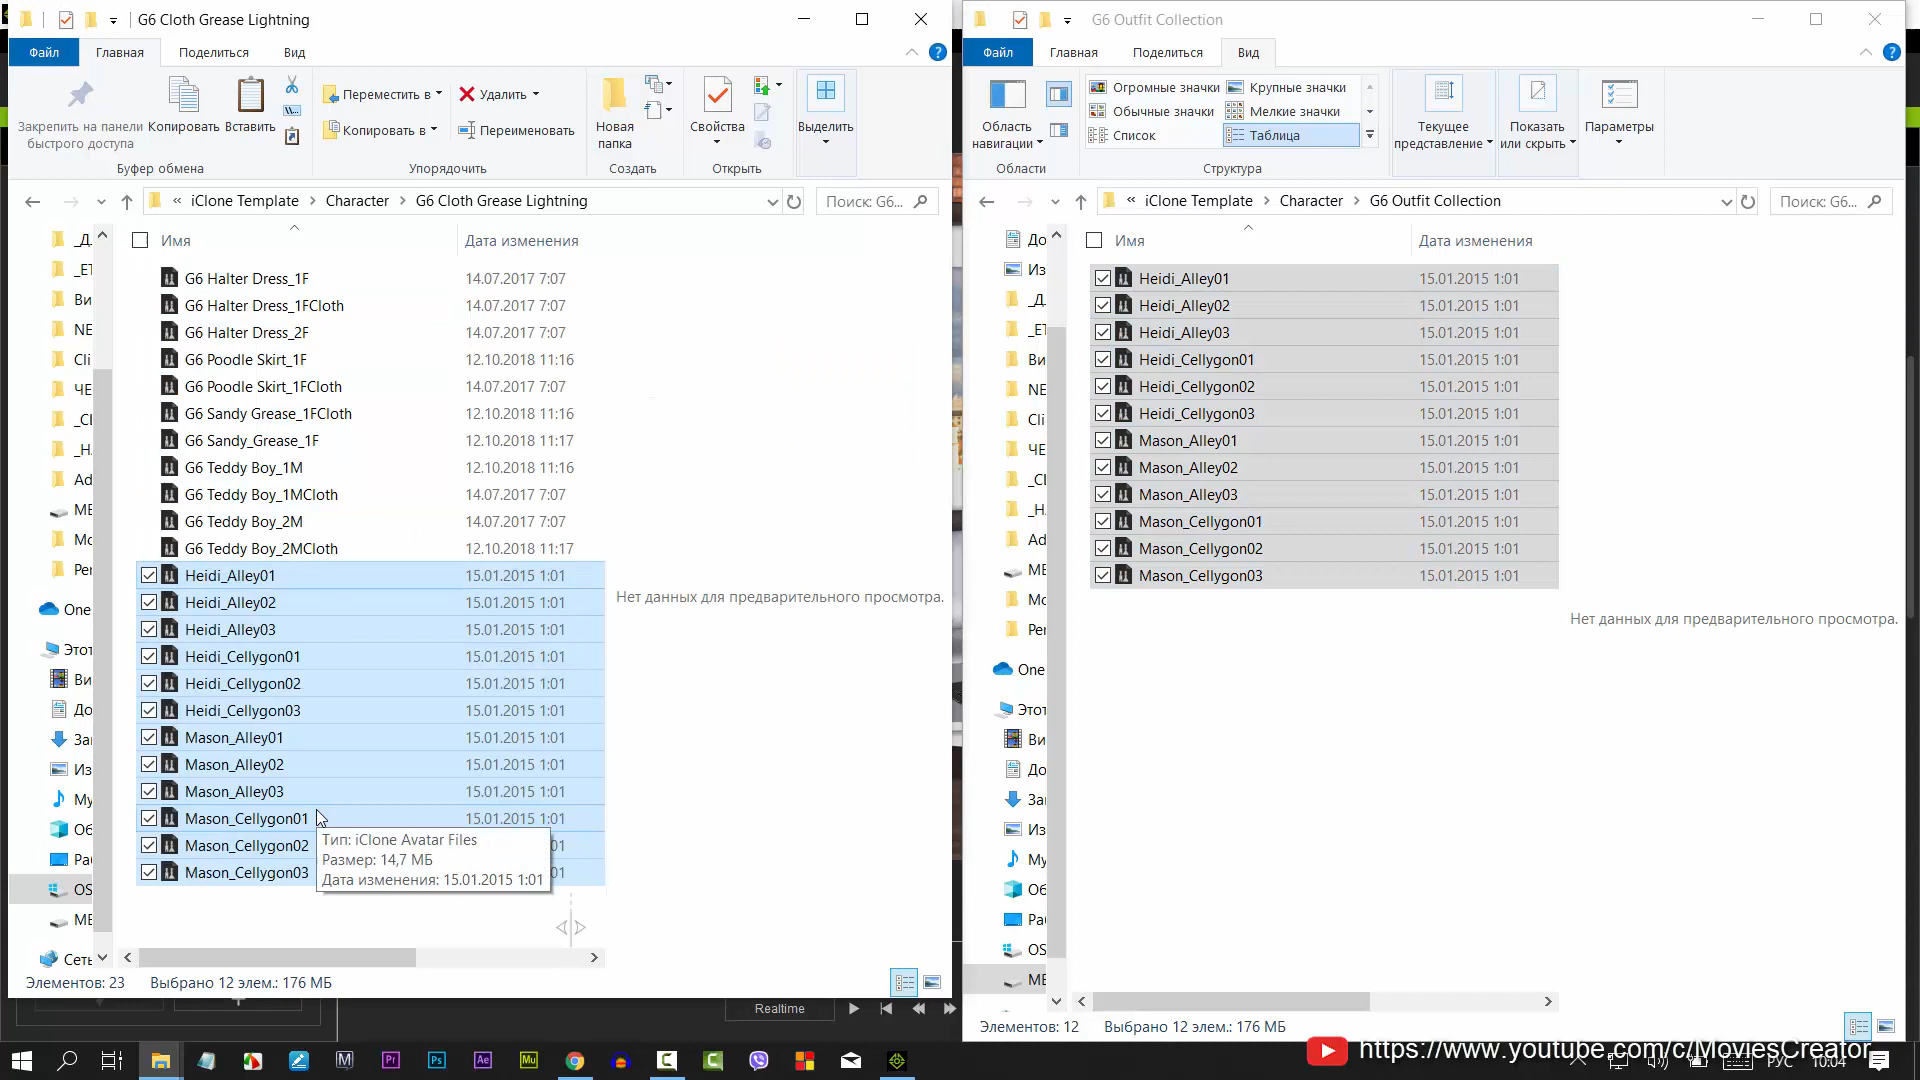 G6 Cloth Grease Lightning
Файл
Главная
Поделиться
Вид
Закрепить на панели быстрого доступа
Копировать
Вставить
Буфер обмена
Переместить в
Копировать в
Удалить
Переименовать
Упорядочить
Новая папка
Создать
Свойства
Открыть
Выделить
« iClone Template > Character > G6 Cloth Grease Lightning
Поиск: G6...
Имя
Дата изменения
G6 Halter Dress_1F 14.07.2017 7:07
G6 Halter Dress_1FCloth 14.07.2017 7:07
G6 Halter Dress_2F 14.07.2017 7:07
G6 Poodle Skirt_1F 12.10.2018 11:16
G6 Poodle Skirt_1FCloth 14.07.2017 7:07
G6 Sandy Grease_1FCloth 12.10.2018 11:16
G6 Sandy_Grease_1F 12.10.2018 11:17
G6 Teddy Boy_1M 12.10.2018 11:16
G6 Teddy Boy_1MCloth 14.07.2017 7:07
G6 Teddy Boy_2M 14.07.2017 7:07
G6 Teddy Boy_2MCloth 12.10.2018 11:17
Heidi_Alley01 15.01.2015 1:01
Heidi_Alley02 15.01.2015 1:01
Heidi_Alley03 15.01.2015 1:01
Heidi_Cellygon01 15.01.2015 1:01
Heidi_Cellygon02 15.01.2015 1:01
Heidi_Cellygon03 15.01.2015 1:01
Mason_Alley01 15.01.2015 1:01
Mason_Alley02 15.01.2015 1:01
Mason_Alley03 15.01.2015 1:01
Mason_Cellygon01 15.01.2015 1:01
Mason_Cellygon02
Mason_Cellygon03
Тип: iClone Avatar Files
Размер: 14,7 МБ
Дата изменения: 15.01.2015 1:01
Нет данных для предварительного просмотра.
Элементов: 23 Выбрано 12 элем.: 176 МБ
Realtime
G6 Outfit Collection
Файл
Главная
Поделиться
Вид
Область навигации
Области
Огромные значки
Крупные значки
Обычные значки
Мелкие значки
Список
Таблица
Структура
Текущее представление
Показать или скрыть
Параметры
« iClone Template > Character > G6 Outfit Collection
Поиск: G6...
Имя
Дата изменения
Heidi_Alley01 15.01.2015 1:01
Heidi_Alley02 15.01.2015 1:01
Heidi_Alley03 15.01.2015 1:01
Heidi_Cellygon01 15.01.2015 1:01
Heidi_Cellygon02 15.01.2015 1:01
Heidi_Cellygon03 15.01.2015 1:01
Mason_Alley01 15.01.2015 1:01
Mason_Alley02 15.01.2015 1:01
Mason_Alley03 15.01.2015 1:01
Mason_Cellygon01 15.01.2015 1:01
Mason_Cellygon02 15.01.2015 1:01
Mason_Cellygon03 15.01.2015 1:01
Нет данных для предварительного просмотра.
Элементов: 12 Выбрано 12 элем.: 176 МБ
https://www.youtube.com/c/MoviesCreator
РУС
10:04